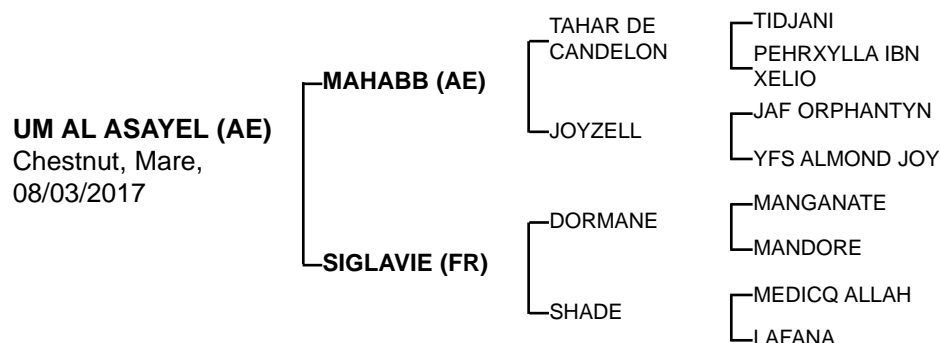 UM AL ASAYEL (AE)
Chestnut, Mare,
08/03/2017
MAHABB (AE)
SIGLAVIE (FR)
TAHAR DE
CANDELON
JOYZELL
DORMANE
SHADE
TIDJANI
PEHRXYLLA IBN
XELIO
JAF ORPHANTYN
YFS ALMOND JOY
MANGANATE
MANDORE
MEDICQ ALLAH
LAFANA